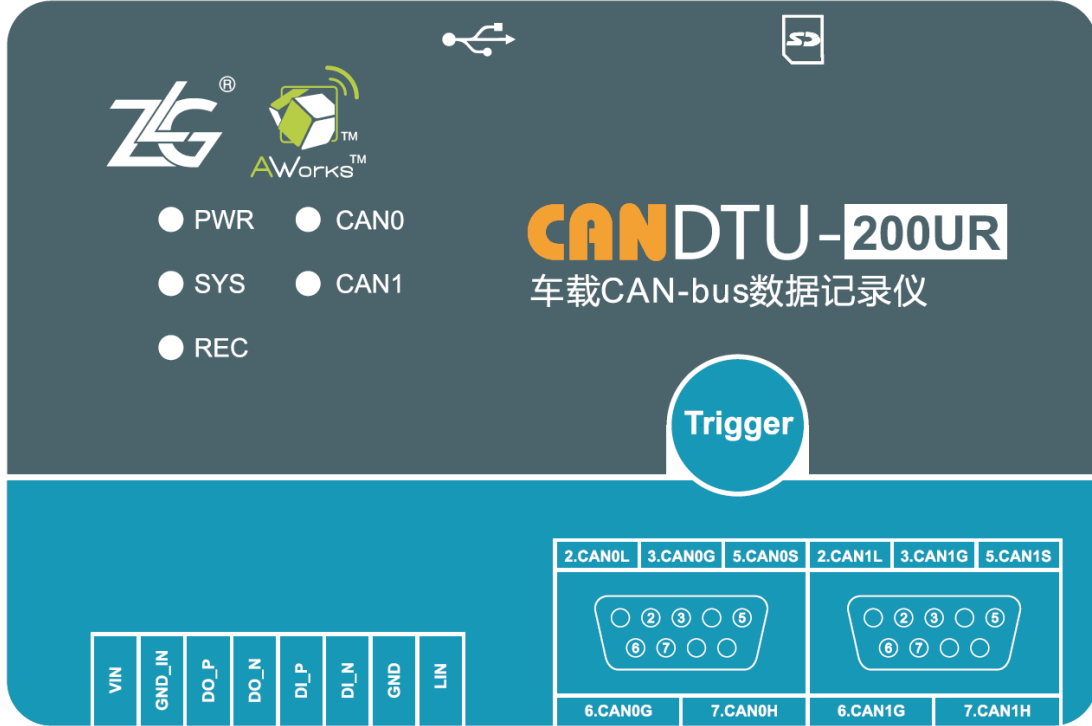 ZLG®
TM
AWorks™
PWR CAN0
SYS CAN1
REC
CANDTU-200UR
车载CAN-bus数据记录仪
Trigger
2.CAN0L 3.CAN0G 5.CAN0S 2.CAN1L 3.CAN1G 5.CAN1S
2 3 5 2 3 5
6 7 6 7
6.CAN0G 7.CAN0H 6.CAN1G 7.CAN1H
VIN
GND_IN
DO_P
DO_N
DI_P
DI_N
GND
LIN